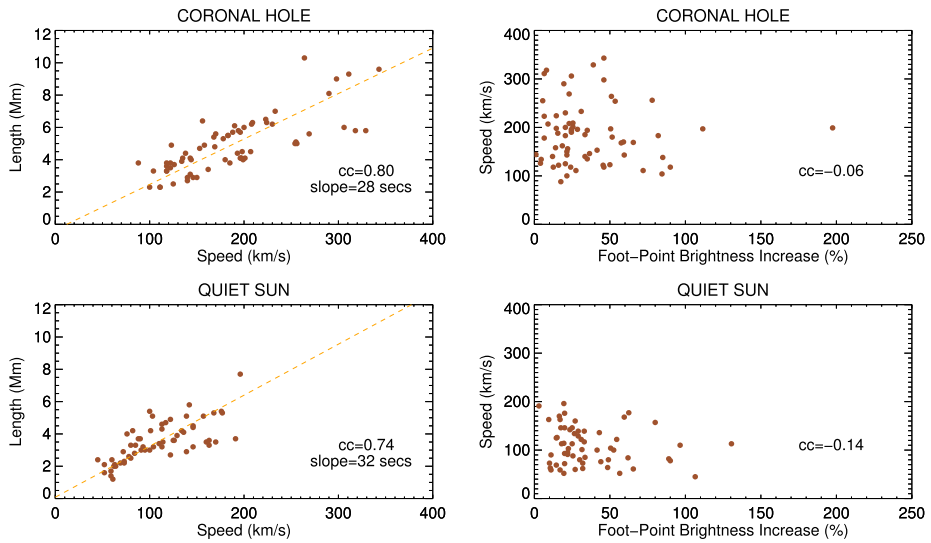 CORONAL HOLE
12
10
8
6
4
2
0
Length (Mm)
cc=0.80
slope=28 secs
0 100 200 300 400
Speed (km/s)
CORONAL HOLE
400
300
200
100
0
Speed (km/s)
cc=−0.06
0 50 100 150 200 250
Foot−Point Brightness Increase (%)
QUIET SUN
12
10
8
6
4
2
0
Length (Mm)
cc=0.74
slope=32 secs
0 100 200 300 400
Speed (km/s)
QUIET SUN
400
300
200
100
0
Speed (km/s)
cc=−0.14
0 50 100 150 200 250
Foot−Point Brightness Increase (%)